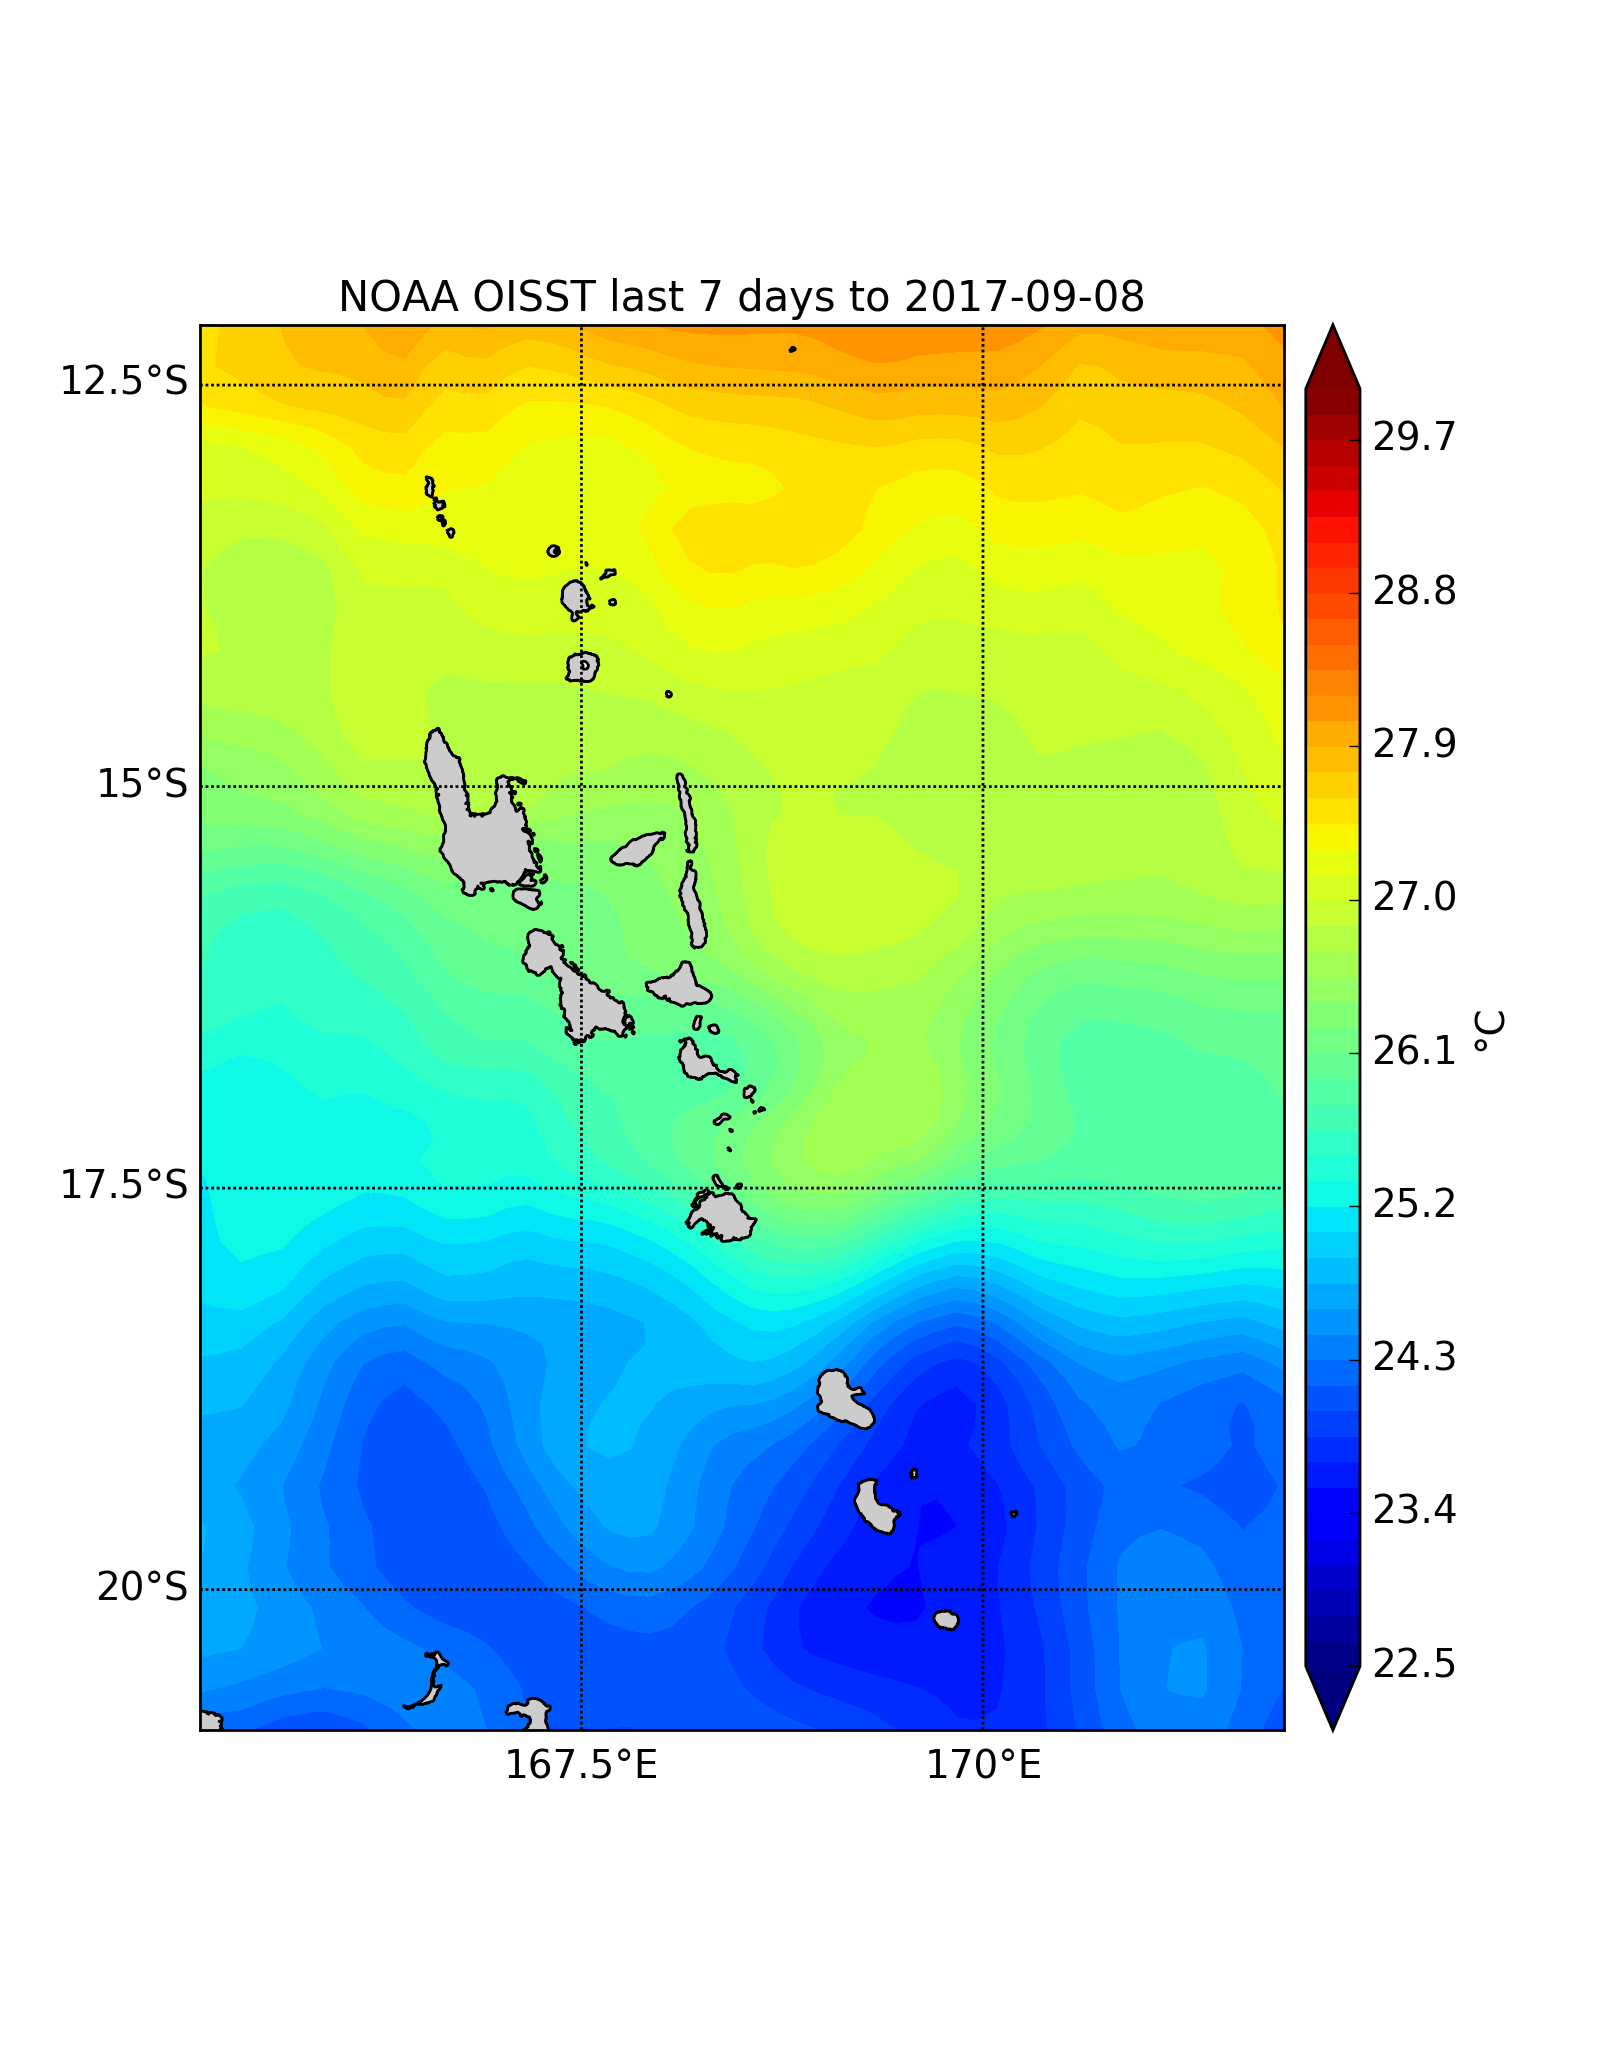 NOAA OISST last 7 days to 2017-09-08
12.5°S
15°S
17.5°S
20°S
167.5°E
170°E
29.7
28.8
27.9
27.0
26.1
25.2
24.3
23.4
22.5
°C